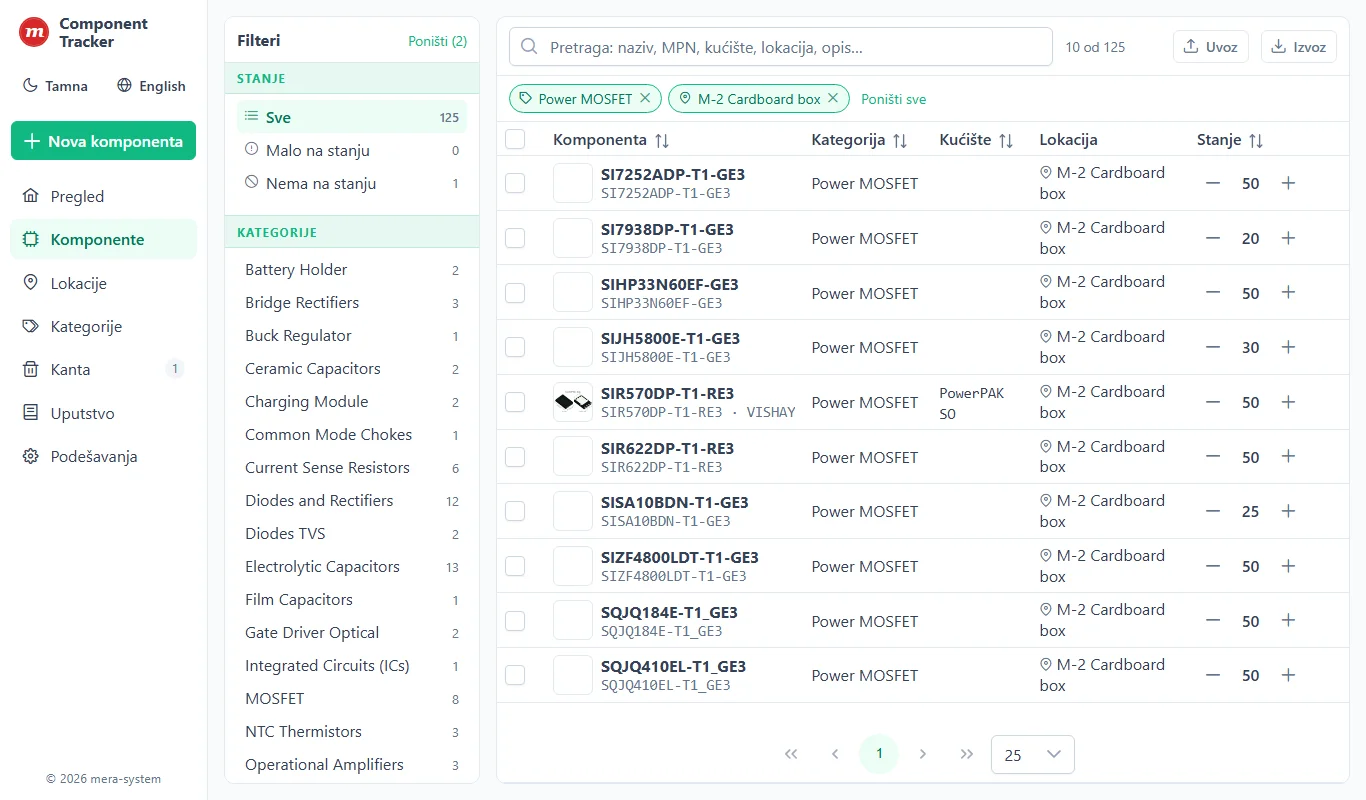 m Component
Tracker
Tamna English
+ Nova komponenta
Pregled
Komponente
Lokacije
Kategorije
Kanta 1
Uputstvo
Podešavanja
© 2026 mera-system
Filteri Poništi (2)
STANJE
Sve 125
Malo na stanju 0
Nema na stanju 1
KATEGORIJE
Battery Holder 2
Bridge Rectifiers 3
Buck Regulator 1
Ceramic Capacitors 2
Charging Module 2
Common Mode Chokes 1
Current Sense Resistors 6
Diodes and Rectifiers 12
Diodes TVS 2
Electrolytic Capacitors 13
Film Capacitors 1
Gate Driver Optical 2
Integrated Circuits (ICs) 1
MOSFET 8
NTC Thermistors 3
Operational Amplifiers 3
Pretraga: naziv, MPN, kućište, lokacija, opis... 10 od 125 Uvoz Izvoz
Power MOSFET × M-2 Cardboard box × Poništi sve
Komponenta Kategorija Kućište Lokacija Stanje
SI7252ADP-T1-GE3
SI7252ADP-T1-GE3 Power MOSFET M-2 Cardboard
box − 50 +
SI7938DP-T1-GE3
SI7938DP-T1-GE3 Power MOSFET M-2 Cardboard
box − 20 +
SIHP33N60EF-GE3
SIHP33N60EF-GE3 Power MOSFET M-2 Cardboard
box − 50 +
SIJH5800E-T1-GE3
SIJH5800E-T1-GE3 Power MOSFET M-2 Cardboard
box − 30 +
SIR570DP-T1-RE3
SIR570DP-T1-RE3 · VISHAY Power MOSFET PowerPAK
SO M-2 Cardboard
box − 50 +
SIR622DP-T1-RE3
SIR622DP-T1-RE3 Power MOSFET M-2 Cardboard
box − 50 +
SISA10BDN-T1-GE3
SISA10BDN-T1-GE3 Power MOSFET M-2 Cardboard
box − 25 +
SIZF4800LDT-T1-GE3
SIZF4800LDT-T1-GE3 Power MOSFET M-2 Cardboard
box − 50 +
SQJQ184E-T1_GE3
SQJQ184E-T1_GE3 Power MOSFET M-2 Cardboard
box − 50 +
SQJQ410EL-T1_GE3
SQJQ410EL-T1_GE3 Power MOSFET M-2 Cardboard
box − 50 +
« ‹ 1 › » 25